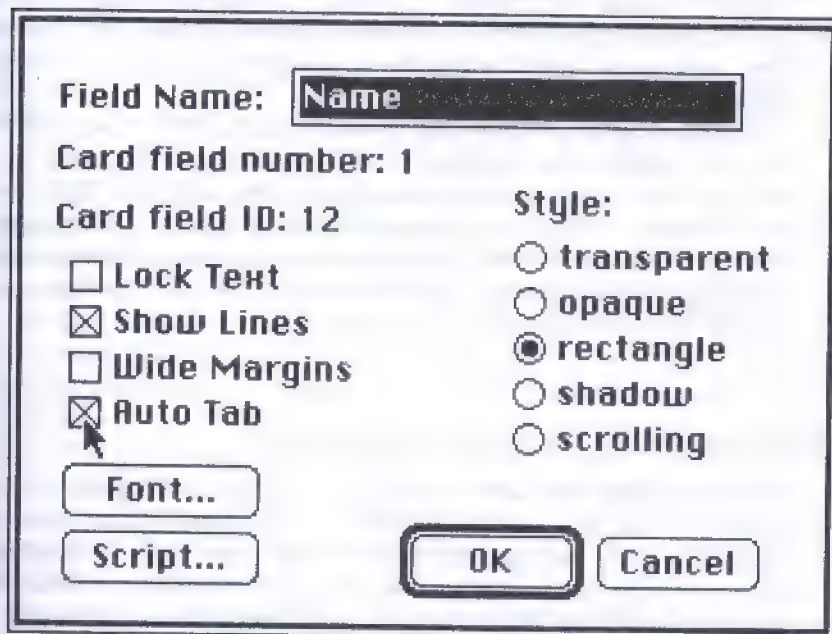 Field Name: Name
Card field number: 1
Card field ID: 12
Lock Text
Show Lines
Wide Margins
Auto Tab
Font...
Script...
Style:
transparent
opaque
rectangle
shadow
scrolling
OK
Cancel